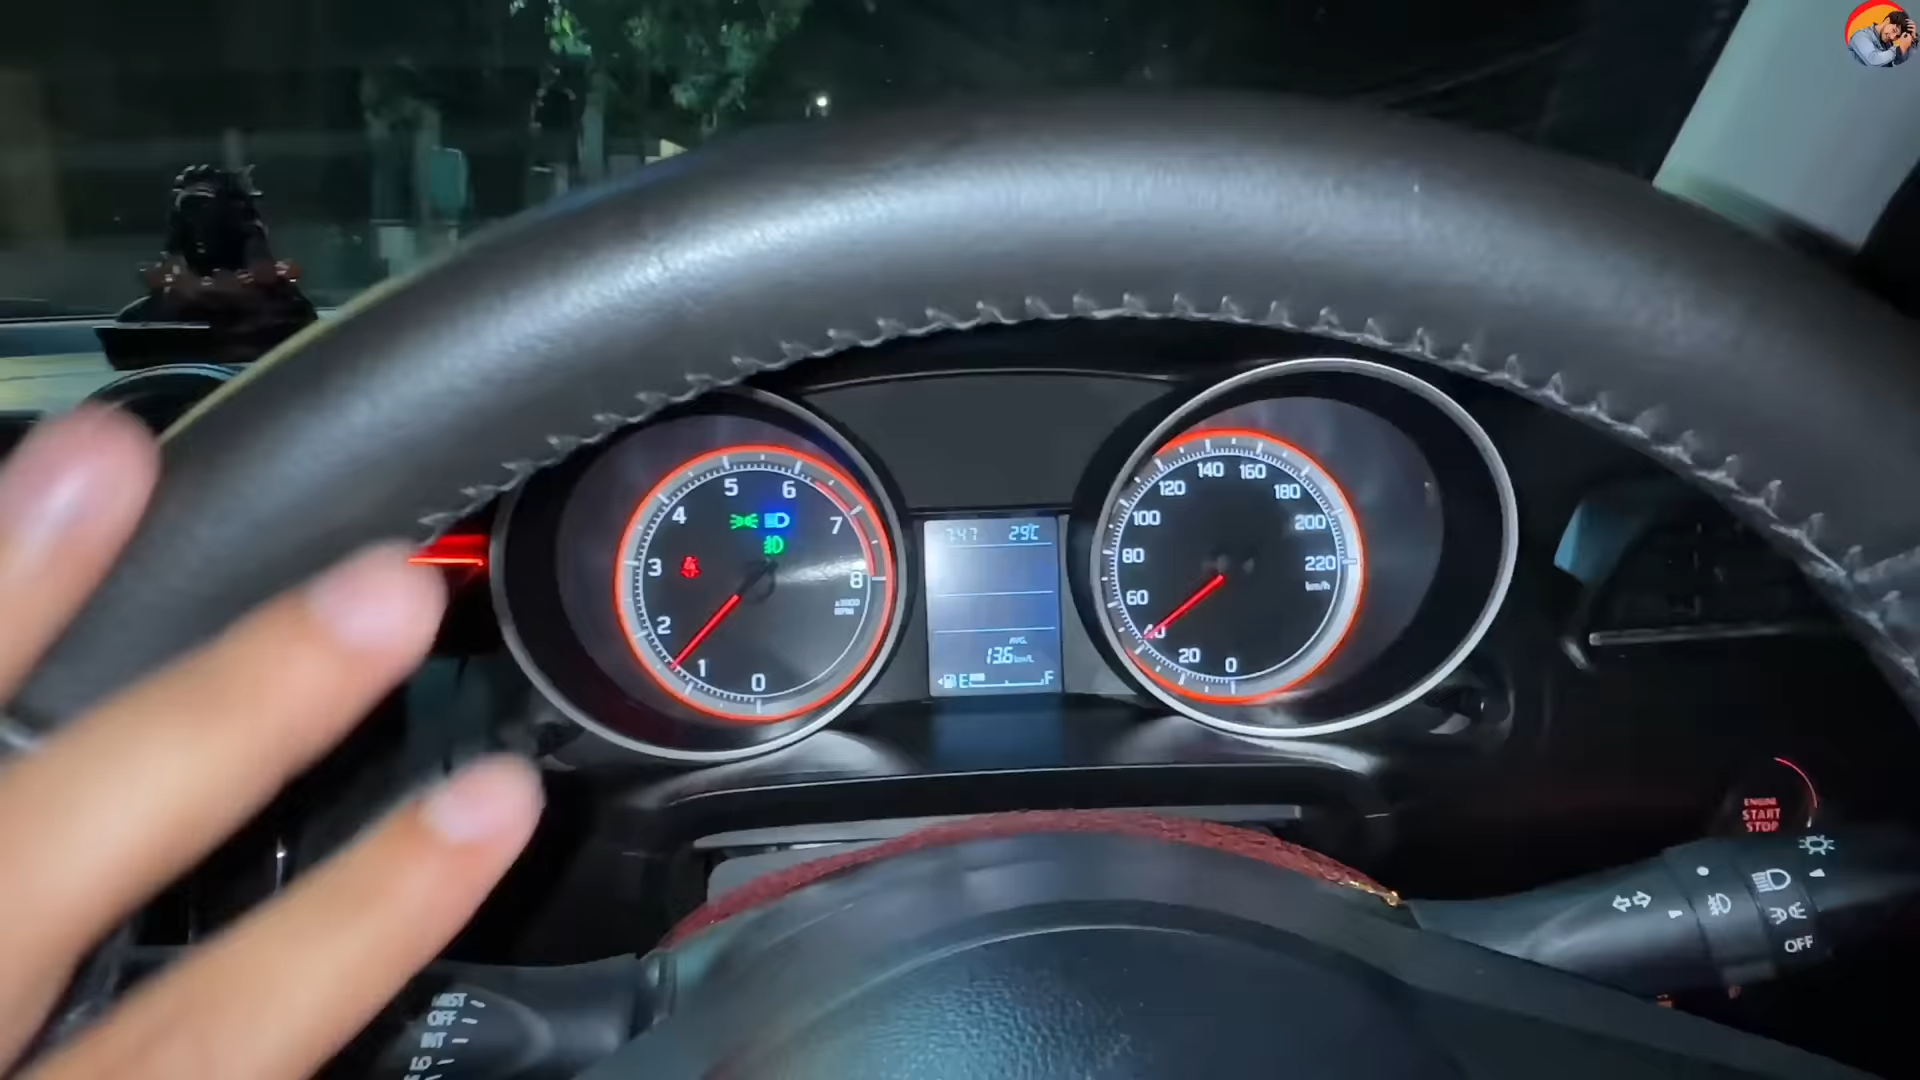 5 6
4 7
3 8
2
1 0
x1000
RPM
7:47 29°C
AVG.
13.6 km/L
E F
140 160
120 180
100 200
80 220
km/h
60
40
20 0
ENGINE
START
STOP
OFF
MIST
OFF
INT
LO